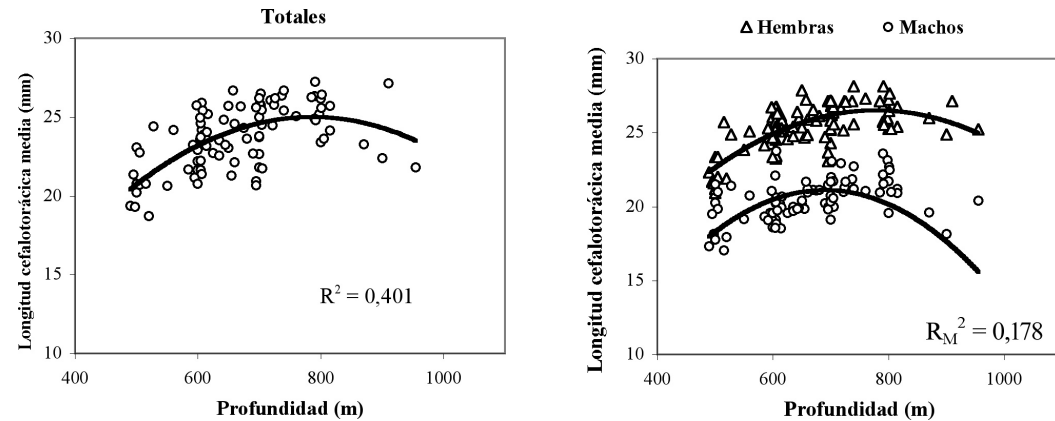 Totales
Longitud cefalotorácica media (mm)
30
25
20
15
10
400
600
800
1000
R² = 0,401
Profundidad (m)
Hembras
Machos
Longitud cefalotorácica media (mm)
30
25
20
15
10
400
600
800
1000
R_M² = 0,178
Profundidad (m)